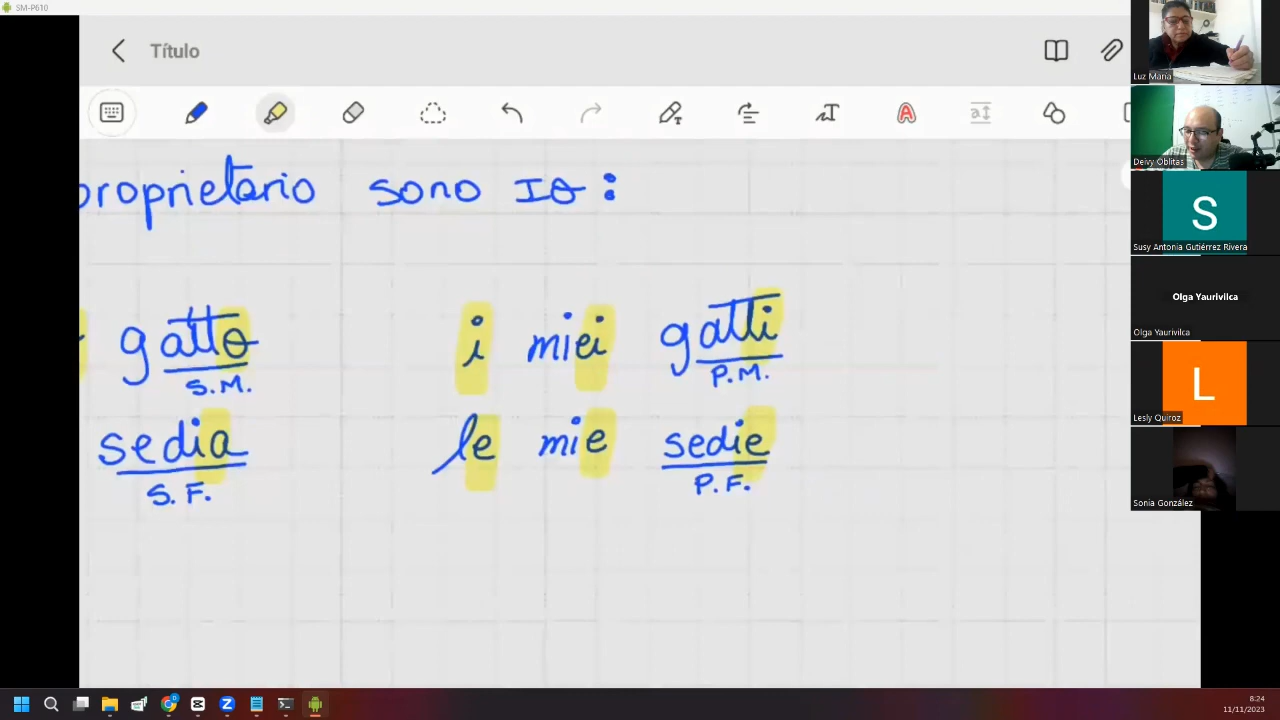 SM-P610
Título
proprietario sono IO:
gatto i miei gatti
S.M. P.M.
sedia le mie sedie
S.F. P.F.
Luz Maria
Deivy Oblitas
S
Susy Antonia Gutiérrez Rivera
Olga Yaurivilca
Olga Yaurivilca
L
Lesly Quiroz
Sonia González
8:24
11/11/2023